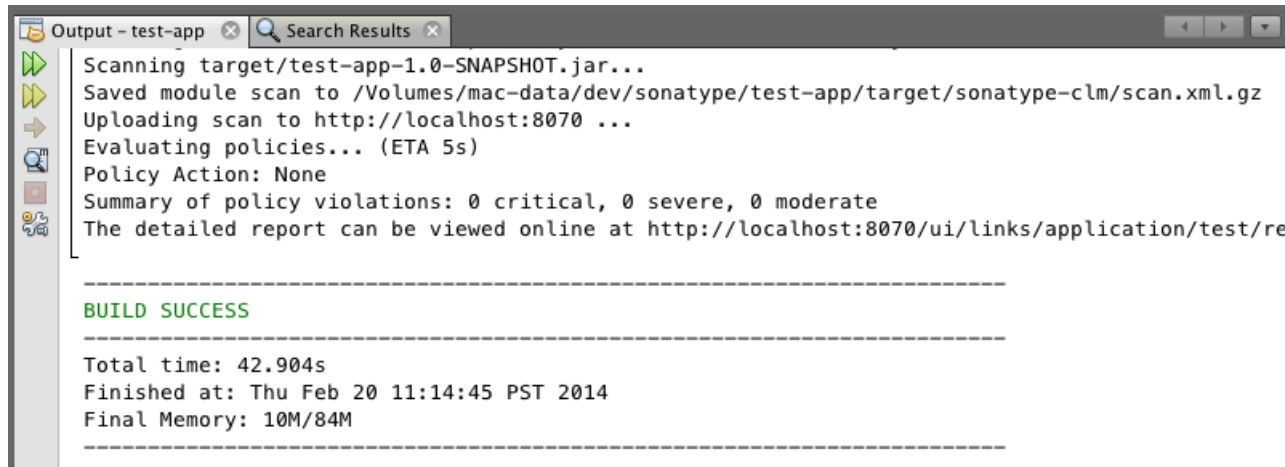 Output - test-app
Search Results
Scanning target/test-app-1.0-SNAPSHOT.jar...
Saved module scan to /Volumes/mac-data/dev/sonatype/test-app/target/sonatype-clm/scan.xml.gz
Uploading scan to http://localhost:8070 ...
Evaluating policies... (ETA 5s)
Policy Action: None
Summary of policy violations: 0 critical, 0 severe, 0 moderate
The detailed report can be viewed online at http://localhost:8070/ui/links/application/test/re
------------------------------------------------------------------------
BUILD SUCCESS
------------------------------------------------------------------------
Total time: 42.904s
Finished at: Thu Feb 20 11:14:45 PST 2014
Final Memory: 10M/84M
------------------------------------------------------------------------